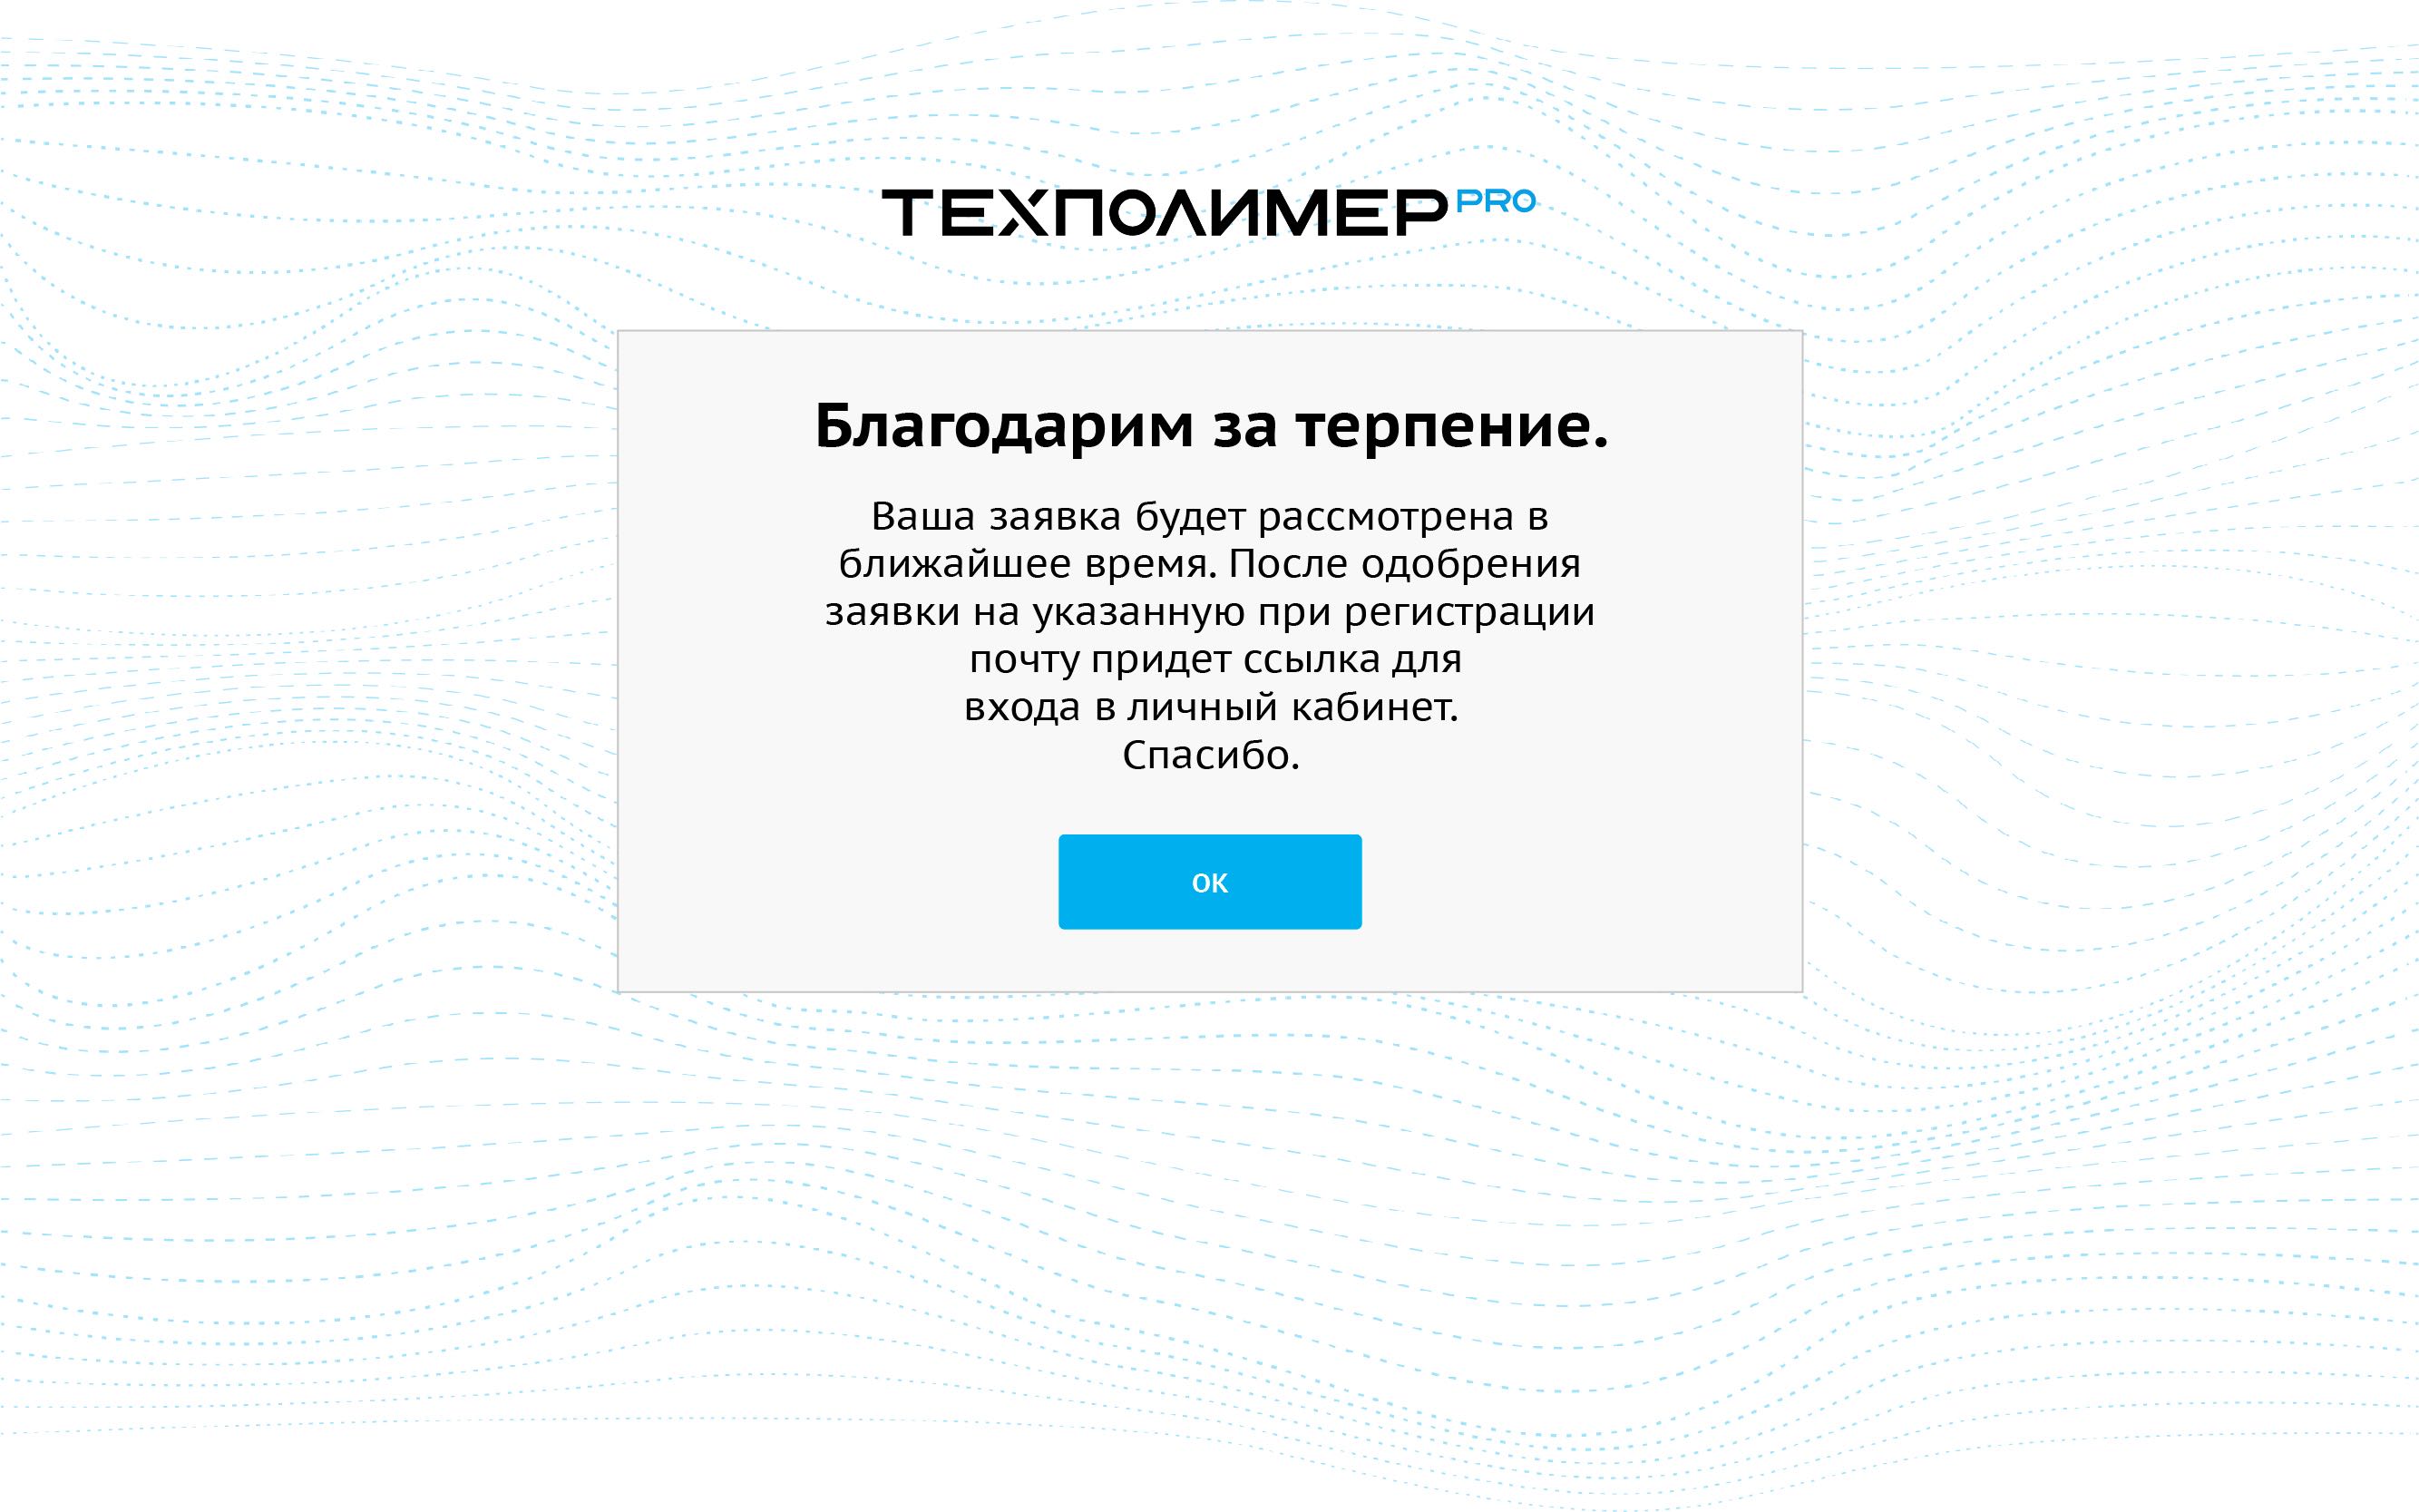 ТЕХПОЛИМЕР PRO
Благодарим за терпение.
Ваша заявка будет рассмотрена в
ближайшее время. После одобрения
заявки на указанную при регистрации
почту придет ссылка для
входа в личный кабинет.
Спасибо.
ОК